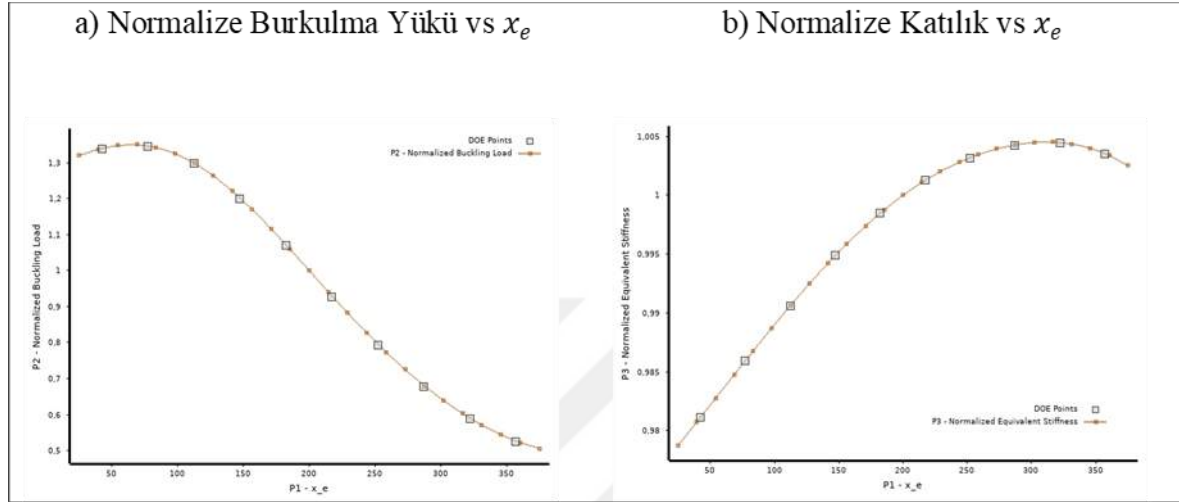 a) Normalize Burkulma Yükü vs x_e
b) Normalize Katılık vs x_e
DOE Points
P2 - Normalized Buckling Load
P2 - Normalized Buckling Load
1,3
1,2
1,1
1
0,9
0,8
0,7
0,6
0,5
50 100 150 200 250 300 350
P1 - x_e
1,005
1
0,995
0,99
0,985
0,98
P3 - Normalized Equivalent Stiffness
DOE Points
P3 - Normalized Equivalent Stiffness
50 100 150 200 250 300 350
P1 - x_e